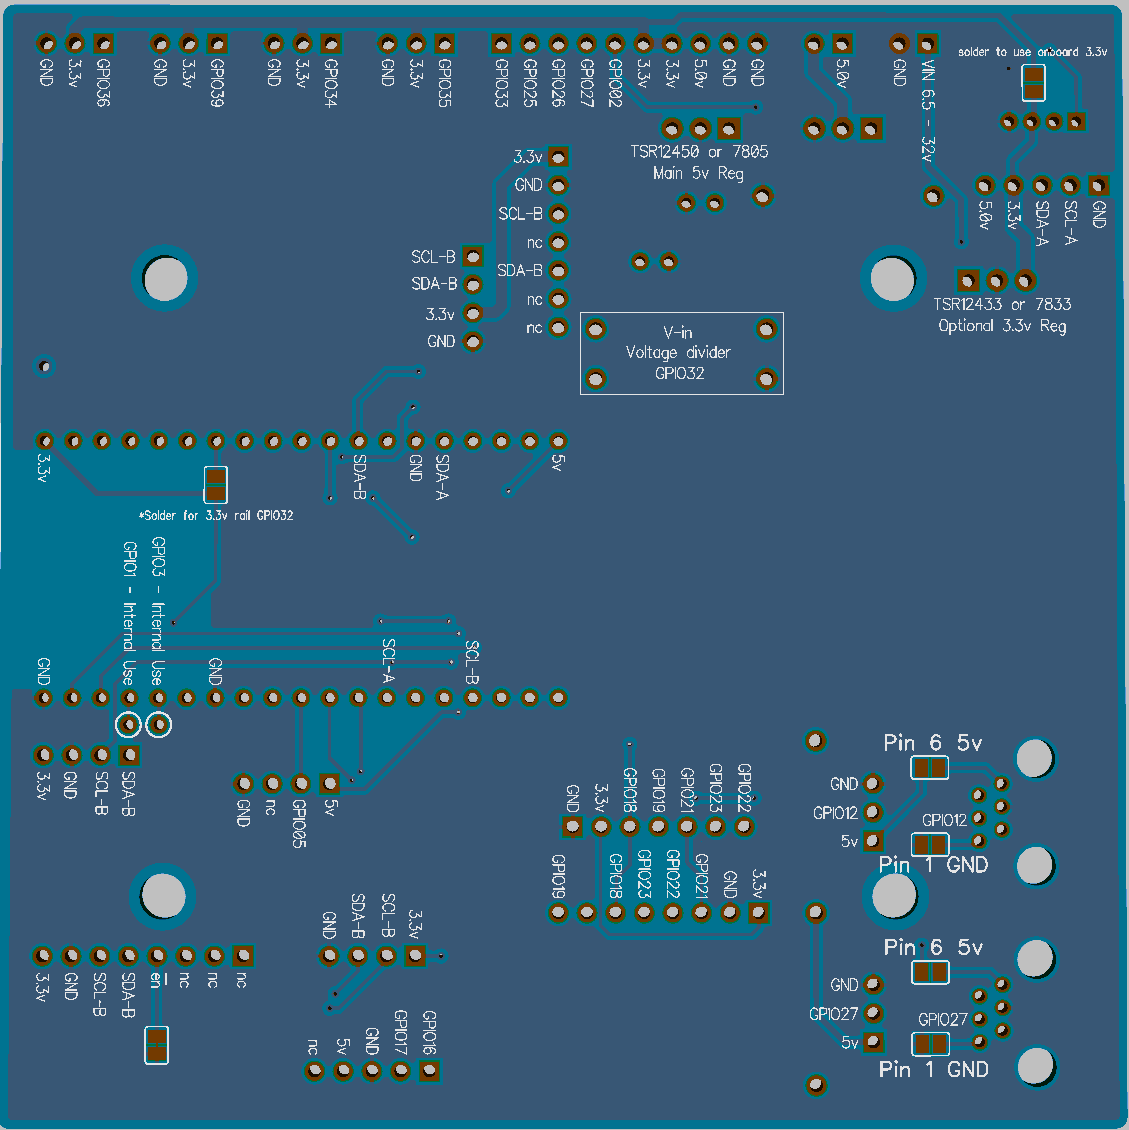 solder to use onboard 3.3v
GND
3.3v
GPIO36
GND
3.3v
GPIO39
GND
3.3v
GPIO34
GND
3.3v
GPIO35
GPIO33
GPIO25
GPIO26
GPIO27
GPIO02
3.3v
3.3v
5.0v
GND
GND
5.0v
GND
VIN 6.5 - 32v
TSR12450 or 7805
Main 5v Reg
3.3v
GND
SCL-B
nc
SDA-B
nc
nc
5.0v
3.3v
SDA-A
SCL-A
GND
SCL-B
SDA-B
3.3v
GND
TSR12433 or 7833
Optional 3.3v Reg
V-in
Voltage divider
GPIO32
3.3v
SDA-B
GND
SDA-A
5v
*Solder for 3.3v rail GPIO32
GPIO1 - Internal Use
GPIO3 - Internal Use
GND
GND
SCL-A
SCL-B
3.3v
GND
SCL-B
SDA-B
GND
nc
GPIO05
5v
GND
3.3v
GPIO18
GPIO19
GPIO21
GPIO23
GPIO22
GPIO19
GPIO18
GPIO23
GPIO22
GPIO21
GND
3.3v
Pin 6 5v
GND
GPIO12
5v
GPIO12
Pin 1 GND
3.3v
GND
SCL-B
SDA-B
en
nc
nc
nc
GND
SDA-B
SCL-B
3.3v
Pin 6 5v
GND
GPIO27
5v
GPIO27
Pin 1 GND
nc
5v
GND
GPIO17
GPIO16